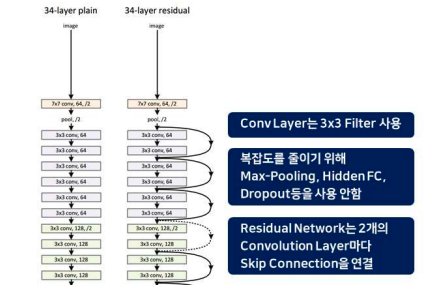 34-layer plain
34-layer residual
image
image
7x7 conv, 64, /2
7x7 conv, 64, /2
pool, /2
pool, /2
3x3 conv, 64
3x3 conv, 64
3x3 conv, 64
3x3 conv, 64
3x3 conv, 64
3x3 conv, 64
3x3 conv, 64
3x3 conv, 64
3x3 conv, 64
3x3 conv, 64
3x3 conv, 64
3x3 conv, 64
3x3 conv, 128, /2
3x3 conv, 128, /2
3x3 conv, 128
3x3 conv, 128
3x3 conv, 128
3x3 conv, 128
3x3 conv, 128
3x3 conv, 128
Conv Layer는 3x3 Filter 사용
복잡도를 줄이기 위해
Max-Pooling, Hidden FC,
Dropout등을 사용 안함
Residual Network는 2개의
Convolution Layer마다
Skip Connection을 연결